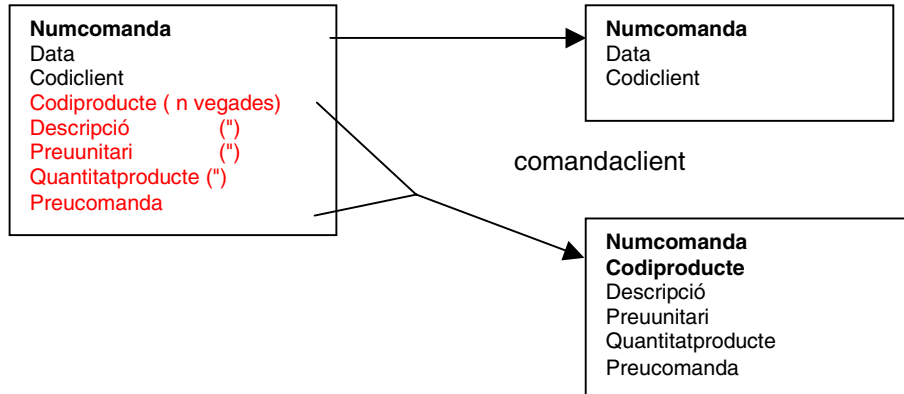 Numcomanda
Data
Codiclient
Codiproducte ( n vegades)
Descripció (")
Preuunitari (")
Quantitatproducte (")
Preucomanda
Numcomanda
Data
Codiclient
comandaclient
Numcomanda
Codiproducte
Descripció
Preuunitari
Quantitatproducte
Preucomanda